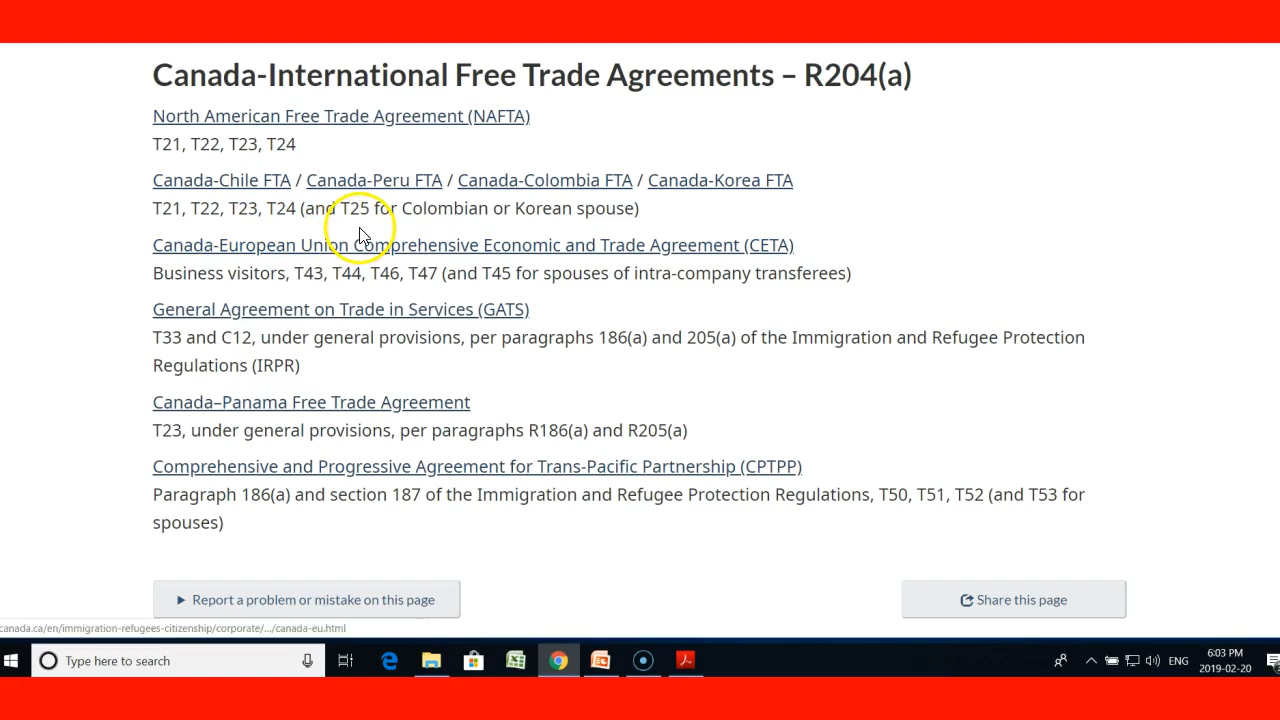 Canada-International Free Trade Agreements – R204(a)
North American Free Trade Agreement (NAFTA)
T21, T22, T23, T24
Canada-Chile FTA / Canada-Peru FTA / Canada-Colombia FTA / Canada-Korea FTA
T21, T22, T23, T24 (and T25 for Colombian or Korean spouse)
Canada-European Union Comprehensive Economic and Trade Agreement (CETA)
Business visitors, T43, T44, T46, T47 (and T45 for spouses of intra-company transferees)
General Agreement on Trade in Services (GATS)
T33 and C12, under general provisions, per paragraphs 186(a) and 205(a) of the Immigration and Refugee Protection
Regulations (IRPR)
Canada–Panama Free Trade Agreement
T23, under general provisions, per paragraphs R186(a) and R205(a)
Comprehensive and Progressive Agreement for Trans-Pacific Partnership (CPTPP)
Paragraph 186(a) and section 187 of the Immigration and Refugee Protection Regulations, T50, T51, T52 (and T53 for
spouses)
Report a problem or mistake on this page
Share this page
canada.ca/en/immigration-refugees-citizenship/corporate/.../canada-eu.html
Type here to search
ENG
6:03 PM
2019-02-20